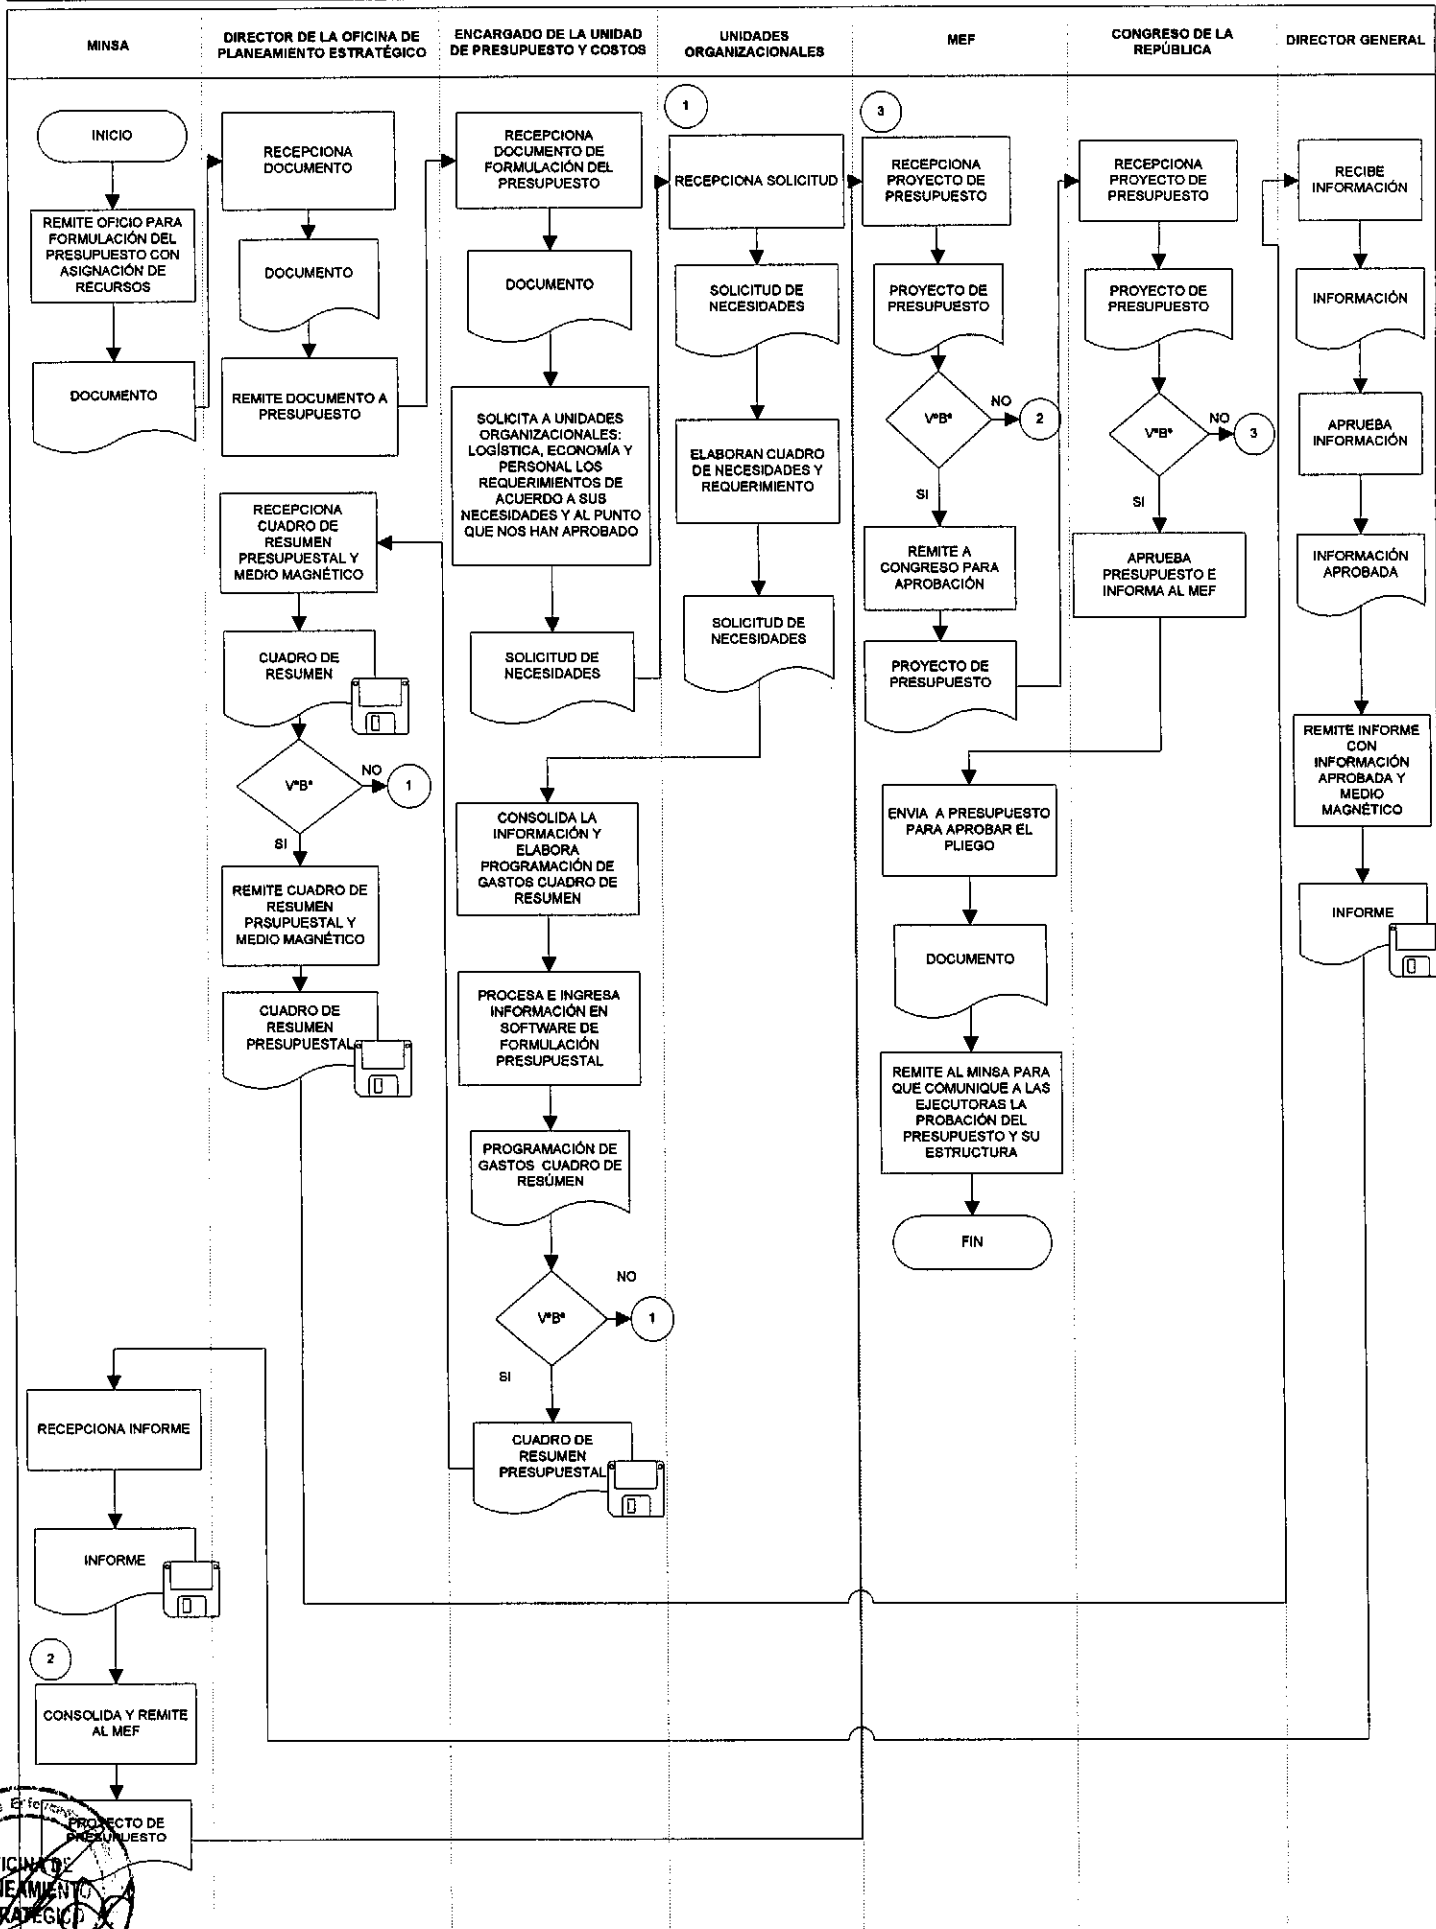 MINSA
DIRECTOR DE LA OFICINA DE
PLANEAMIENTO ESTRATÉGICO
ENCARGADO DE LA UNIDAD
DE PRESUPUESTO Y COSTOS
UNIDADES
ORGANIZACIONALES
MEF
CONGRESO DE LA
REPÚBLICA
DIRECTOR GENERAL
INICIO
REMITE OFICIO PARA
FORMULACIÓN DEL
PRESUPUESTO CON
ASIGNACIÓN DE
RECURSOS
DOCUMENTO
RECEPCIONA INFORME
INFORME
2
CONSOLIDA Y REMITE
AL MEF
PROYECTO DE
PRESUPUESTO
RECEPCIONA
DOCUMENTO
DOCUMENTO
REMITE DOCUMENTO A
PRESUPUESTO
RECEPCIONA
CUADRO DE
RESUMEN
PRESUPUESTAL Y
MEDIO MAGNÉTICO
CUADRO DE
RESUMEN
VºBº
NO
1
SI
REMITE CUADRO DE
RESUMEN
PRSUPUESTAL Y
MEDIO MAGNÉTICO
CUADRO DE
RESUMEN
PRESUPUESTAL
RECEPCIONA
DOCUMENTO DE
FORMULACIÓN DEL
PRESUPUESTO
DOCUMENTO
SOLICITA A UNIDADES
ORGANIZACIONALES:
LOGÍSTICA, ECONOMÍA Y
PERSONAL LOS
REQUERIMIENTOS DE
ACUERDO A SUS
NECESIDADES Y AL PUNTO
QUE NOS HAN APROBADO
SOLICITUD DE
NECESIDADES
CONSOLIDA LA
INFORMACIÓN Y
ELABORA
PROGRAMACIÓN DE
GASTOS CUADRO DE
RESUMEN
PROCESA E INGRESA
INFORMACIÓN EN
SOFTWARE DE
FORMULACIÓN
PRESUPUESTAL
PROGRAMACIÓN DE
GASTOS CUADRO DE
RESÚMEN
VºBº
NO
1
SI
CUADRO DE
RESUMEN
PRESUPUESTAL
1
RECEPCIONA SOLICITUD
SOLICITUD DE
NECESIDADES
ELABORAN CUADRO
DE NECESIDADES Y
REQUERIMIENTO
SOLICITUD DE
NECESIDADES
3
RECEPCIONA
PROYECTO DE
PRESUPUESTO
PROYECTO DE
PRESUPUESTO
VºBº
NO
2
SI
REMITE A
CONGRESO PARA
APROBACIÓN
PROYECTO DE
PRESUPUESTO
ENVIA A PRESUPUESTO
PARA APROBAR EL
PLIEGO
DOCUMENTO
REMITE AL MINSA PARA
QUE COMUNIQUE A LAS
EJECUTORAS LA
PROBACIÓN DEL
PRESUPUESTO Y SU
ESTRUCTURA
FIN
RECEPCIONA
PROYECTO DE
PRESUPUESTO
PROYECTO DE
PRESUPUESTO
VºBº
NO
3
SI
APRUEBA
PRESUPUESTO E
INFORMA AL MEF
RECIBE
INFORMACIÓN
INFORMACIÓN
APRUEBA
INFORMACIÓN
INFORMACIÓN
APROBADA
REMITE INFORME
CON
INFORMACIÓN
APROBADA Y
MEDIO
MAGNÉTICO
INFORME